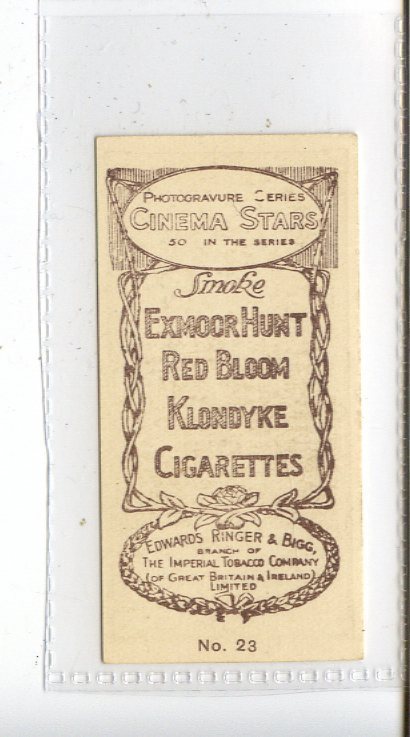 PHOTOGRAVURE SERIES
CINEMA STARS
50 IN THE SERIES
Smoke
EXMOOR HUNT
RED BLOOM
KLONDYKE
CIGARETTES
EDWARDS RINGER & BIGG,
BRANCH OF
THE IMPERIAL TOBACCO COMPANY
(OF GREAT BRITAIN & IRELAND)
LIMITED
No. 23